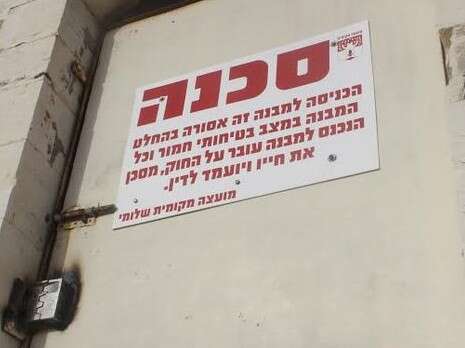 סכנה
הכניסה למבנה זה אסורה בהחלט
המבנה במצב בטיחותי חמור וכל
הנכנס למבנה עובר על החוק, מסכן
את חייו ויועמד לדין.
מועצה מקומית שלומי